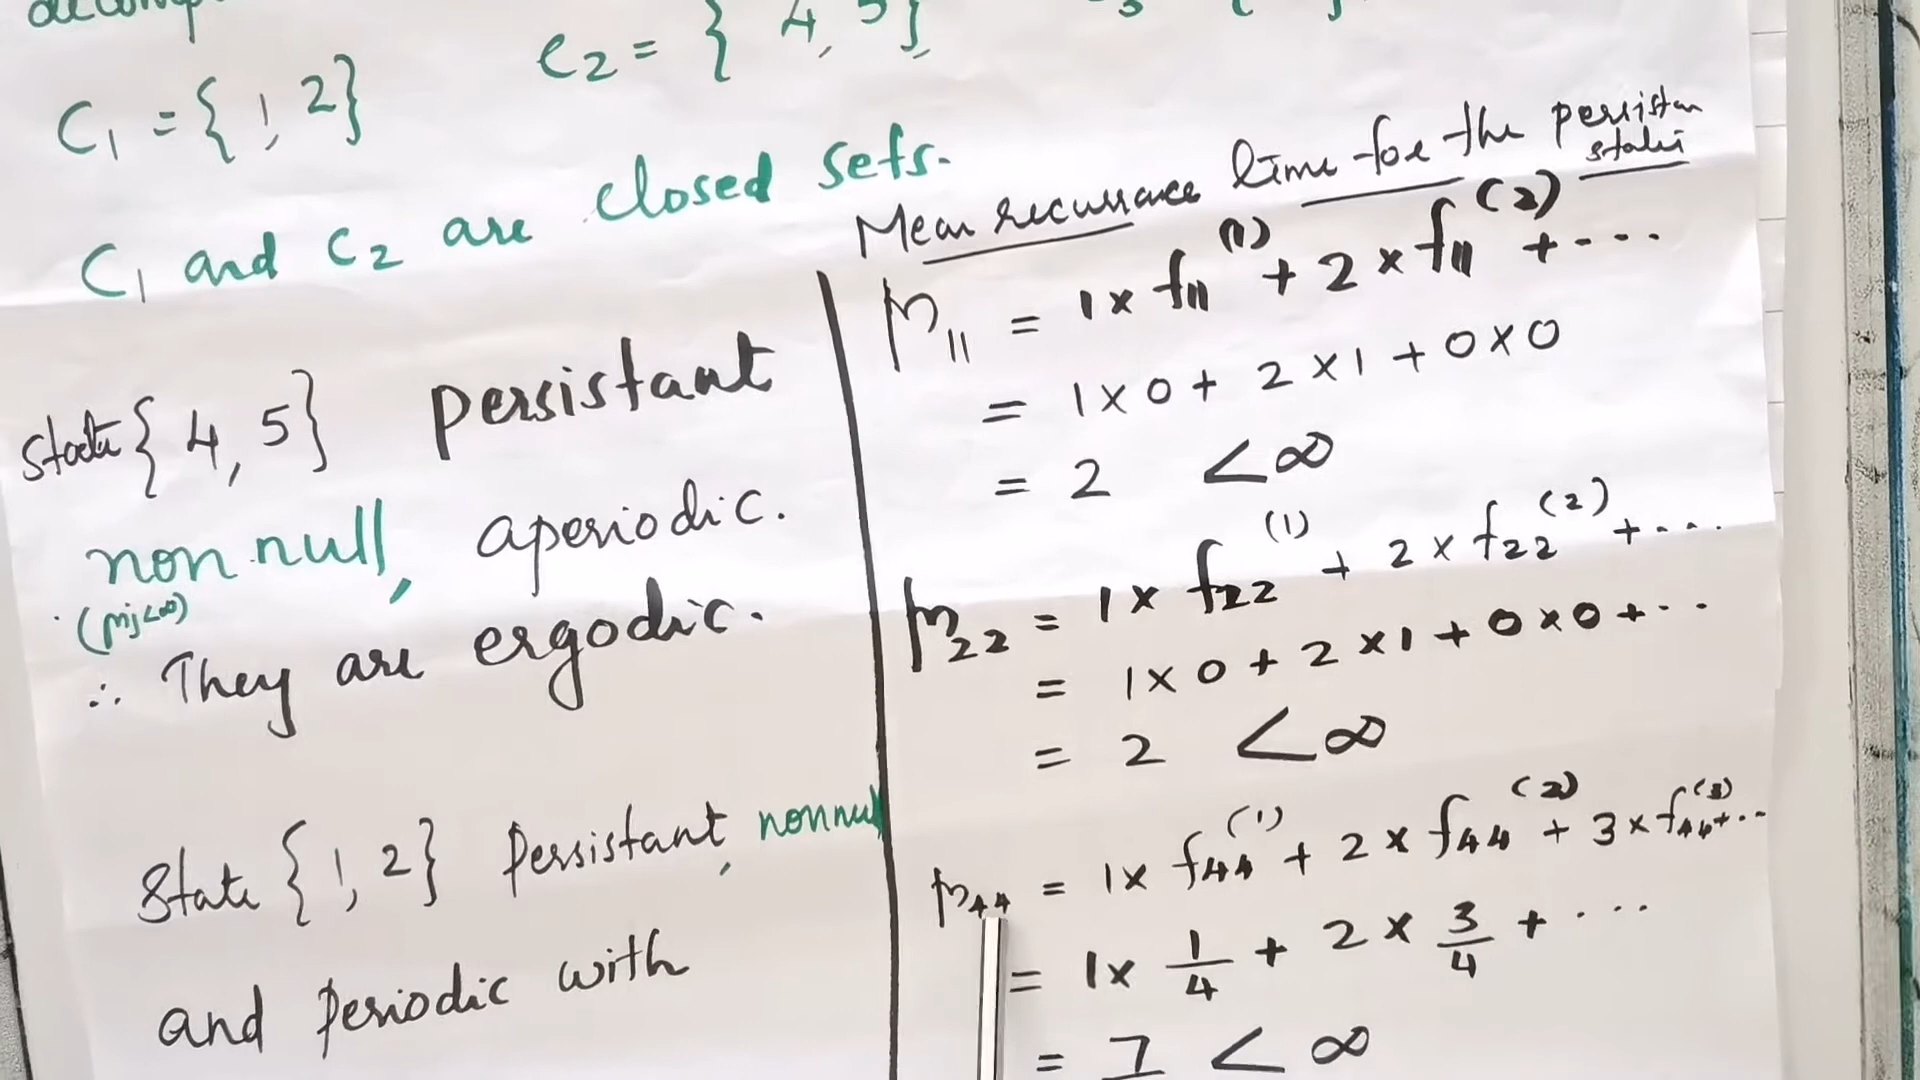 C₁ = {1, 2}
C₂ = {4, 5}
C₁ and C₂ are closed sets.
State {4, 5} persistant
non null, aperiodic.
(mj<∞)
∴ They are ergodic.
State {1, 2} Persistant, nonnul
and Periodic with
Mean recurrance time for the persistan
states
μ₁₁ = 1 × f₁₁⁽¹⁾ + 2 × f₁₁⁽²⁾ + ...
= 1 × 0 + 2 × 1 + 0 × 0
= 2 < ∞
μ₂₂ = 1 × f₂₂⁽¹⁾ + 2 × f₂₂⁽²⁾ + ....
= 1 × 0 + 2 × 1 + 0 × 0 + ...
= 2 < ∞
μ₄₄ = 1 × f₄₄⁽¹⁾ + 2 × f₄₄⁽²⁾ + 3 × f₄₄⁽³⁾ + ...
= 1 × 1/4 + 2 × 3/4 + ...
= 7 < ∞